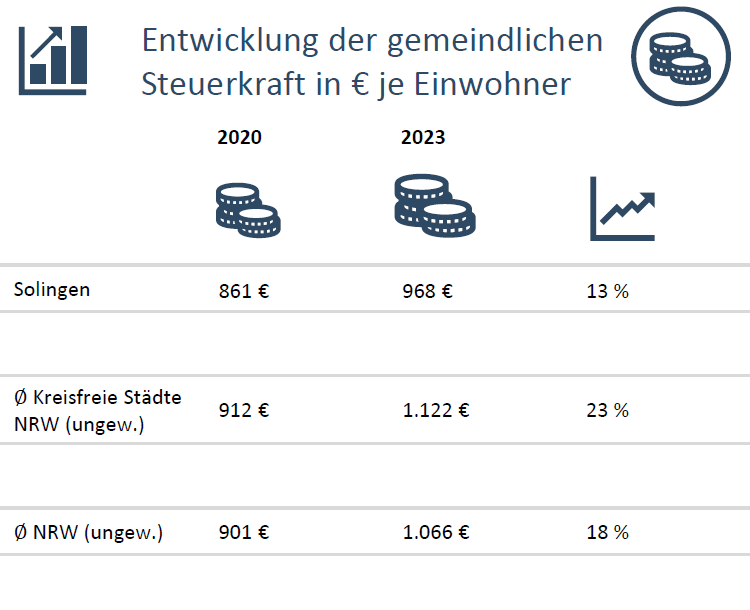 Entwicklung der gemeindlichen
Steuerkraft in € je Einwohner
2020 2023
Solingen 861 € 968 € 13 %
Ø Kreisfreie Städte
NRW (ungew.) 912 € 1.122 € 23 %
Ø NRW (ungew.) 901 € 1.066 € 18 %